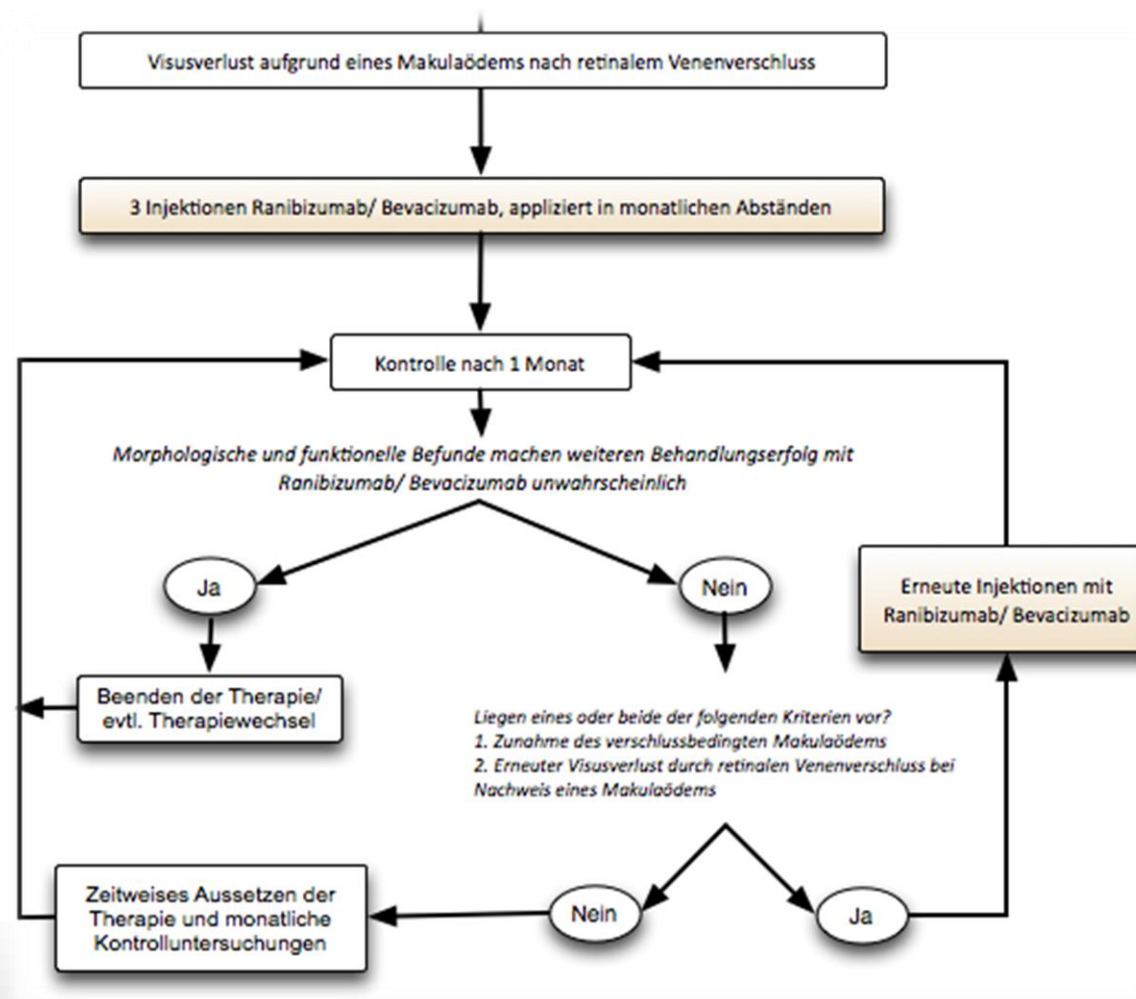 Visusverlust aufgrund eines Makulaödems nach retinalem Venenverschluss
3 Injektionen Ranibizumab/ Bevacizumab, appliziert in monatlichen Abständen
Kontrolle nach 1 Monat
Morphologische und funktionelle Befunde machen weiteren Behandlungserfolg mit
Ranibizumab/ Bevacizumab unwahrscheinlich
Ja
Nein
Erneute Injektionen mit
Ranibizumab/ Bevacizumab
Beenden der Therapie/
evtl. Therapiewechsel
Liegen eines oder beide der folgenden Kriterien vor?
1. Zunahme des verschlussbedingten Makulaödems
2. Erneuter Visusverlust durch retinalen Venenverschluss bei
Nachweis eines Makulaödems
Zeitweises Aussetzen der
Therapie und monatliche
Kontrolluntersuchungen
Nein
Ja